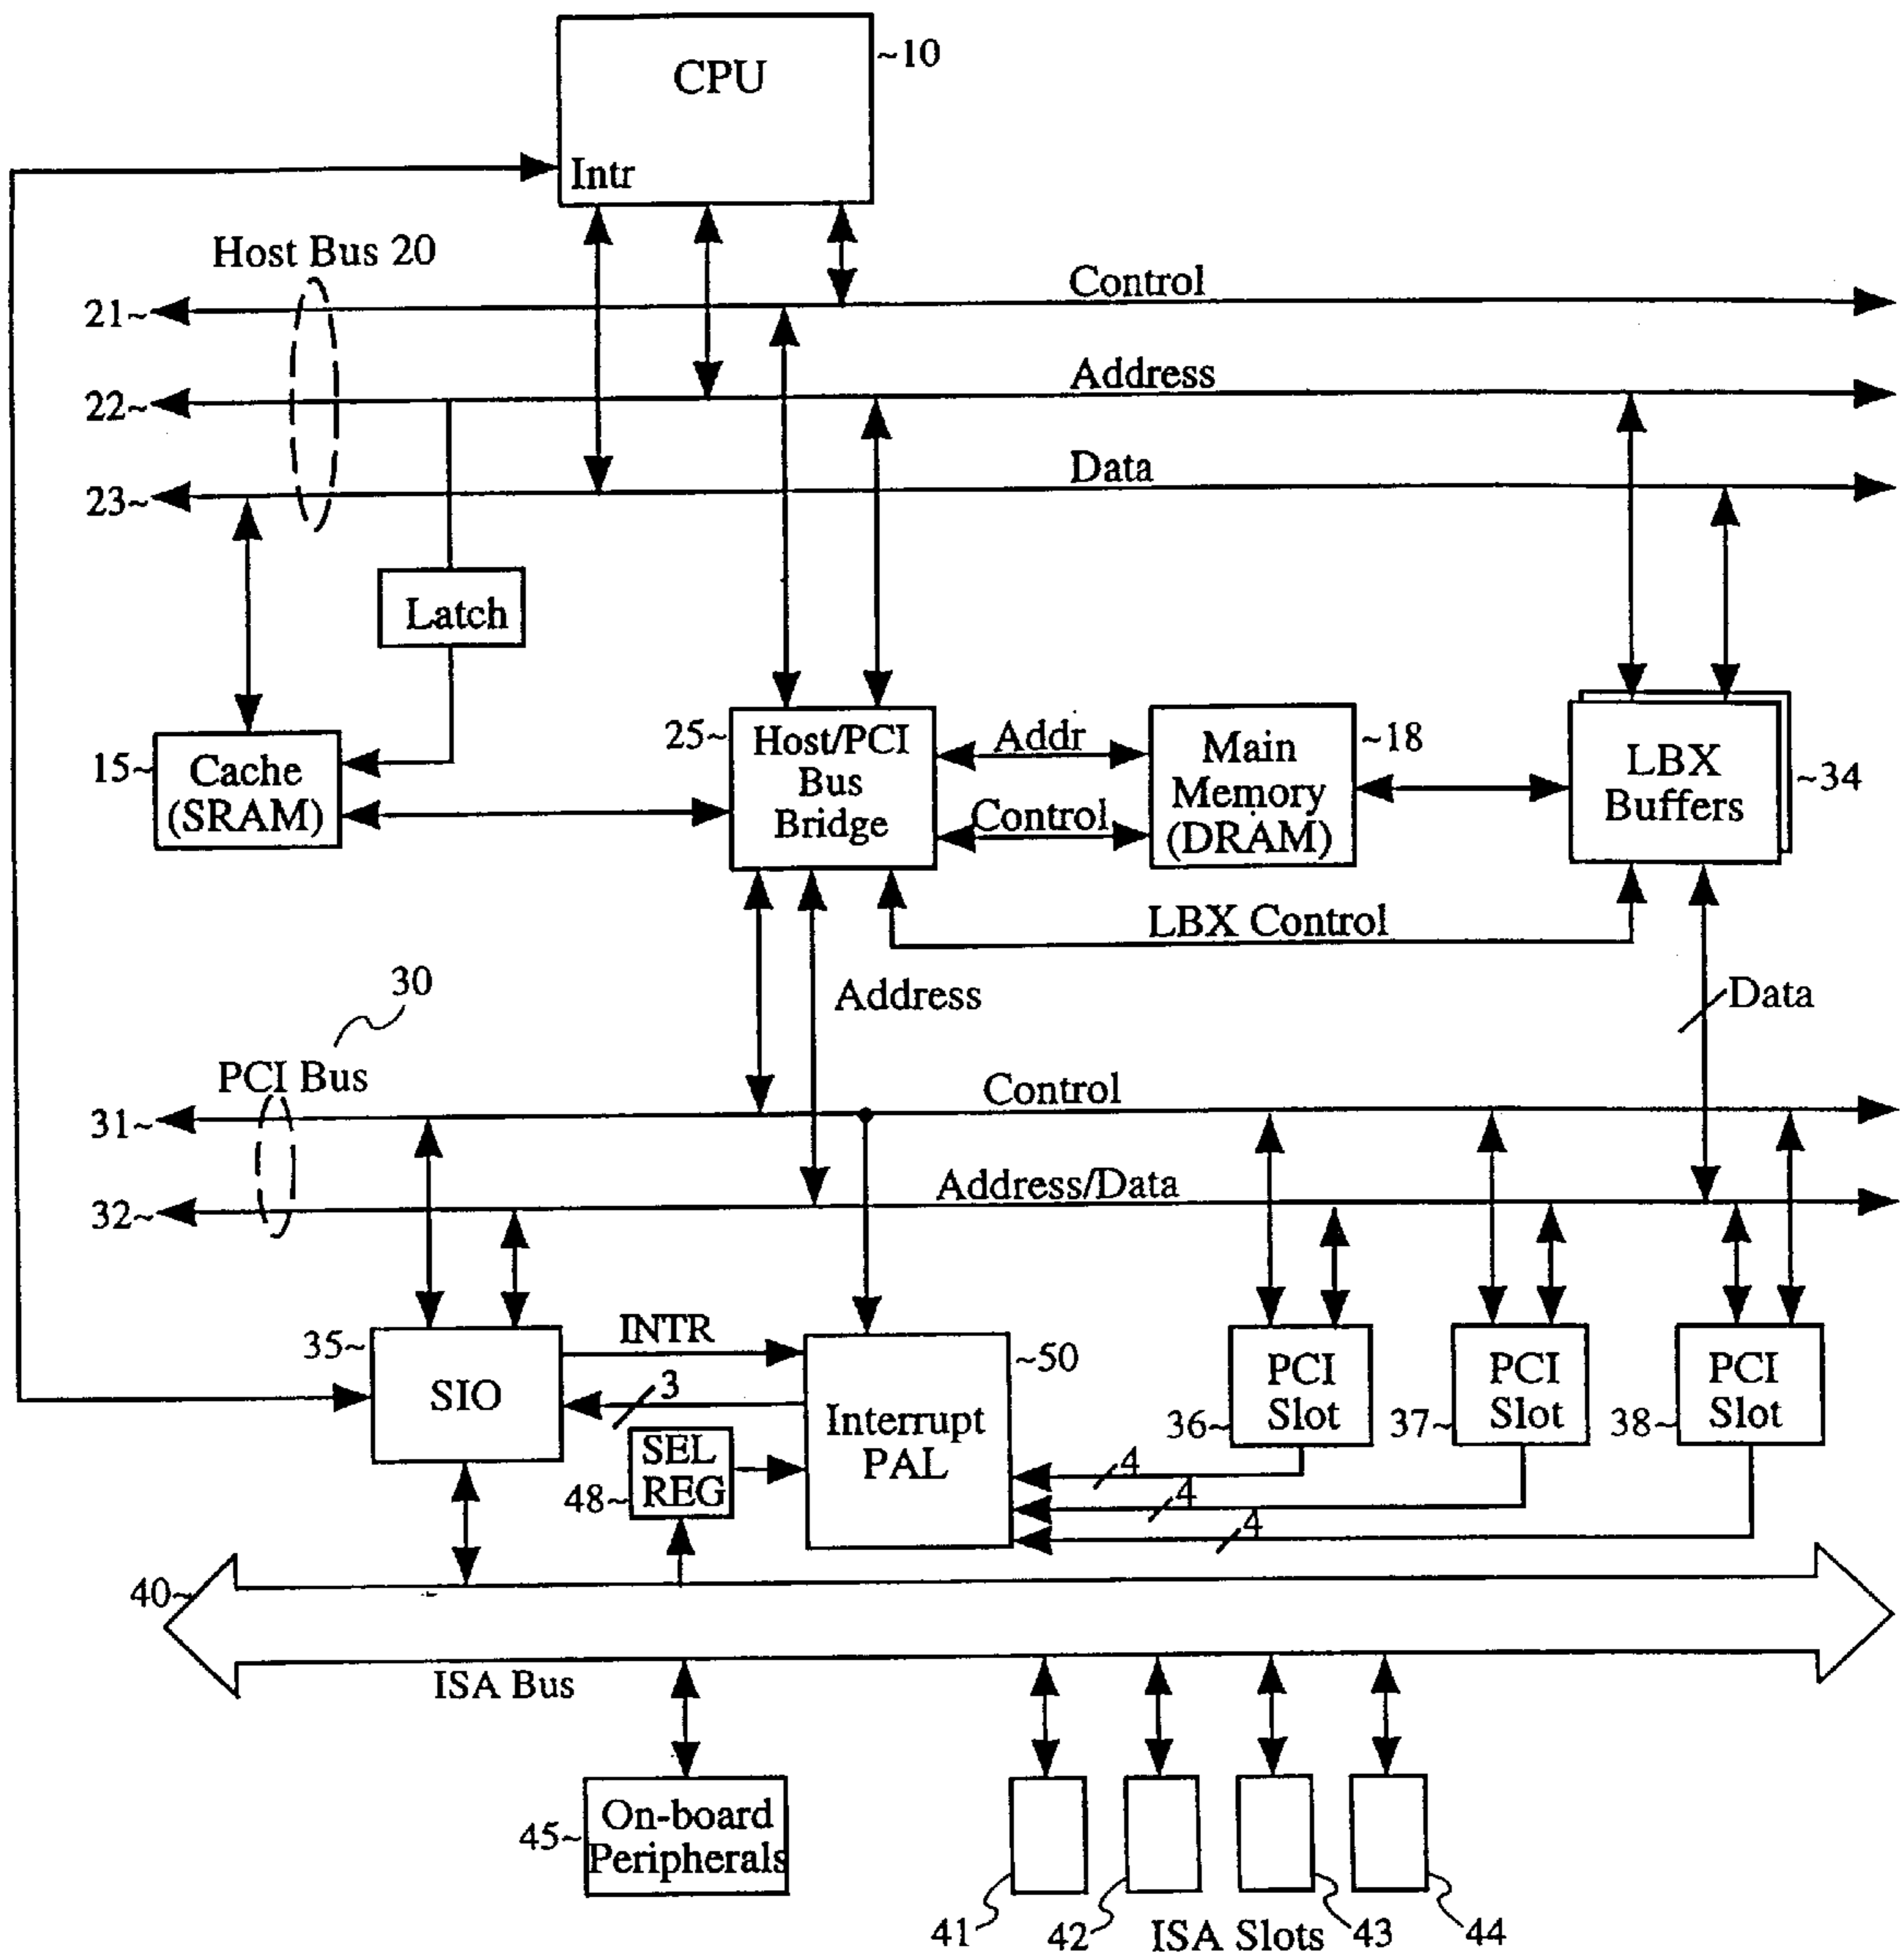 CPU
~10
Intr
Host Bus 20
Control
21~
Address
22~
Data
23~
Latch
25~
Host/PCI
Bus
Bridge
Addr
Control
Main
Memory
(DRAM)
~18
LBX
Buffers
~34
15~
Cache
(SRAM)
LBX Control
30
Address
Data
PCI Bus
Control
31~
Address/Data
32~
35~
SIO
INTR
3
~50
Interrupt
PAL
SEL
REG
48~
PCI
Slot
36~
PCI
Slot
37~
PCI
Slot
38~
4
4
4
40~
ISA Bus
45~
On-board
Peripherals
41
42
ISA Slots
43
44